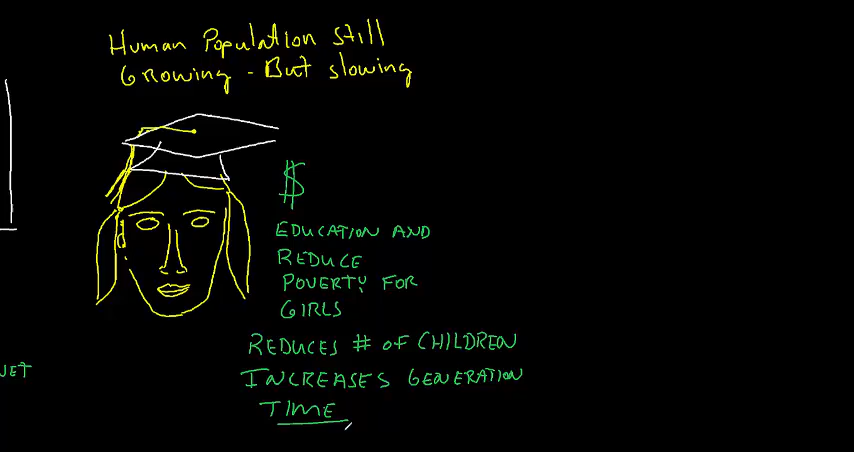 Human Population Still
Growing - But slowing
$
EDUCATION AND
REDUCE
POVERTY FOR
GIRLS
REDUCES # OF CHILDREN
INCREASES GENERATION
TIME